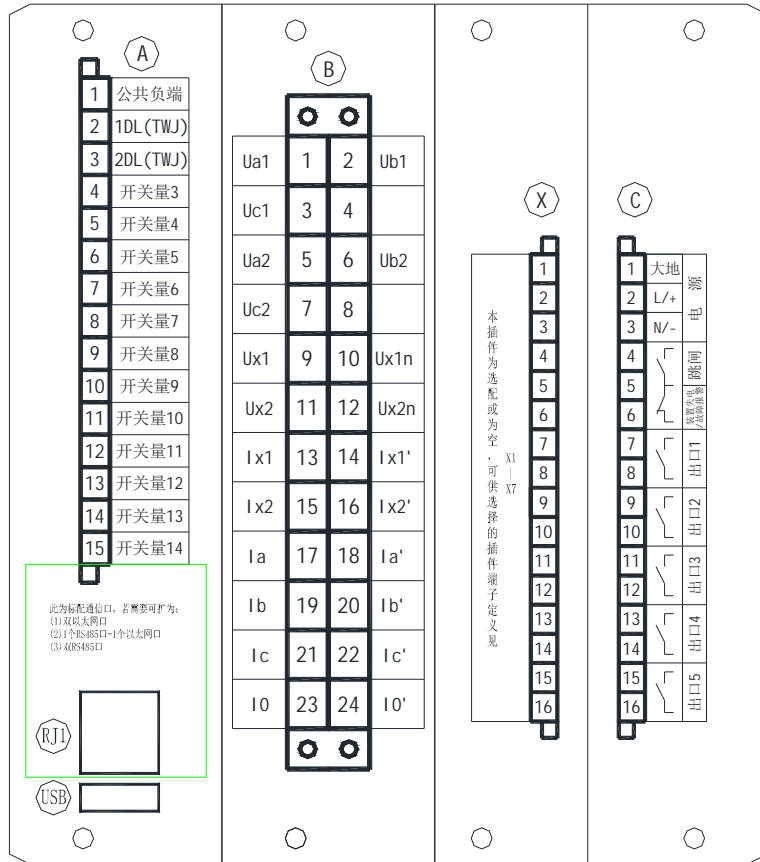 A
1 公共负端
2 1DL(TWJ)
3 2DL(TWJ)
4 开关量3
5 开关量4
6 开关量5
7 开关量6
8 开关量7
9 开关量8
10 开关量9
11 开关量10
12 开关量11
13 开关量12
14 开关量13
15 开关量14
此为标配通信口, 若需要可扩为:
(1)双以太网口
(2)1个RS485口+1个以太网口
(3)双RS485口
RJ1
USB
B
Ua1 1 2 Ub1
Uc1 3 4
Ua2 5 6 Ub2
Uc2 7 8
Ux1 9 10 Ux1n
Ux2 11 12 Ux2n
Ix1 13 14 Ix1'
Ix2 15 16 Ix2'
Ia 17 18 Ia'
Ib 19 20 Ib'
Ic 21 22 Ic'
I0 23 24 I0'
X
本插件为选配或为空，可供选择的插件端子定义见
X1
|
X7
1
2
3
4
5
6
7
8
9
10
11
12
13
14
15
16
C
1 大地
2 L/+
3 N/-
电源
4
5
跳闸
6
装置失电
/故障报警
7
8
出口1
9
10
出口2
11
12
出口3
13
14
出口4
15
16
出口5